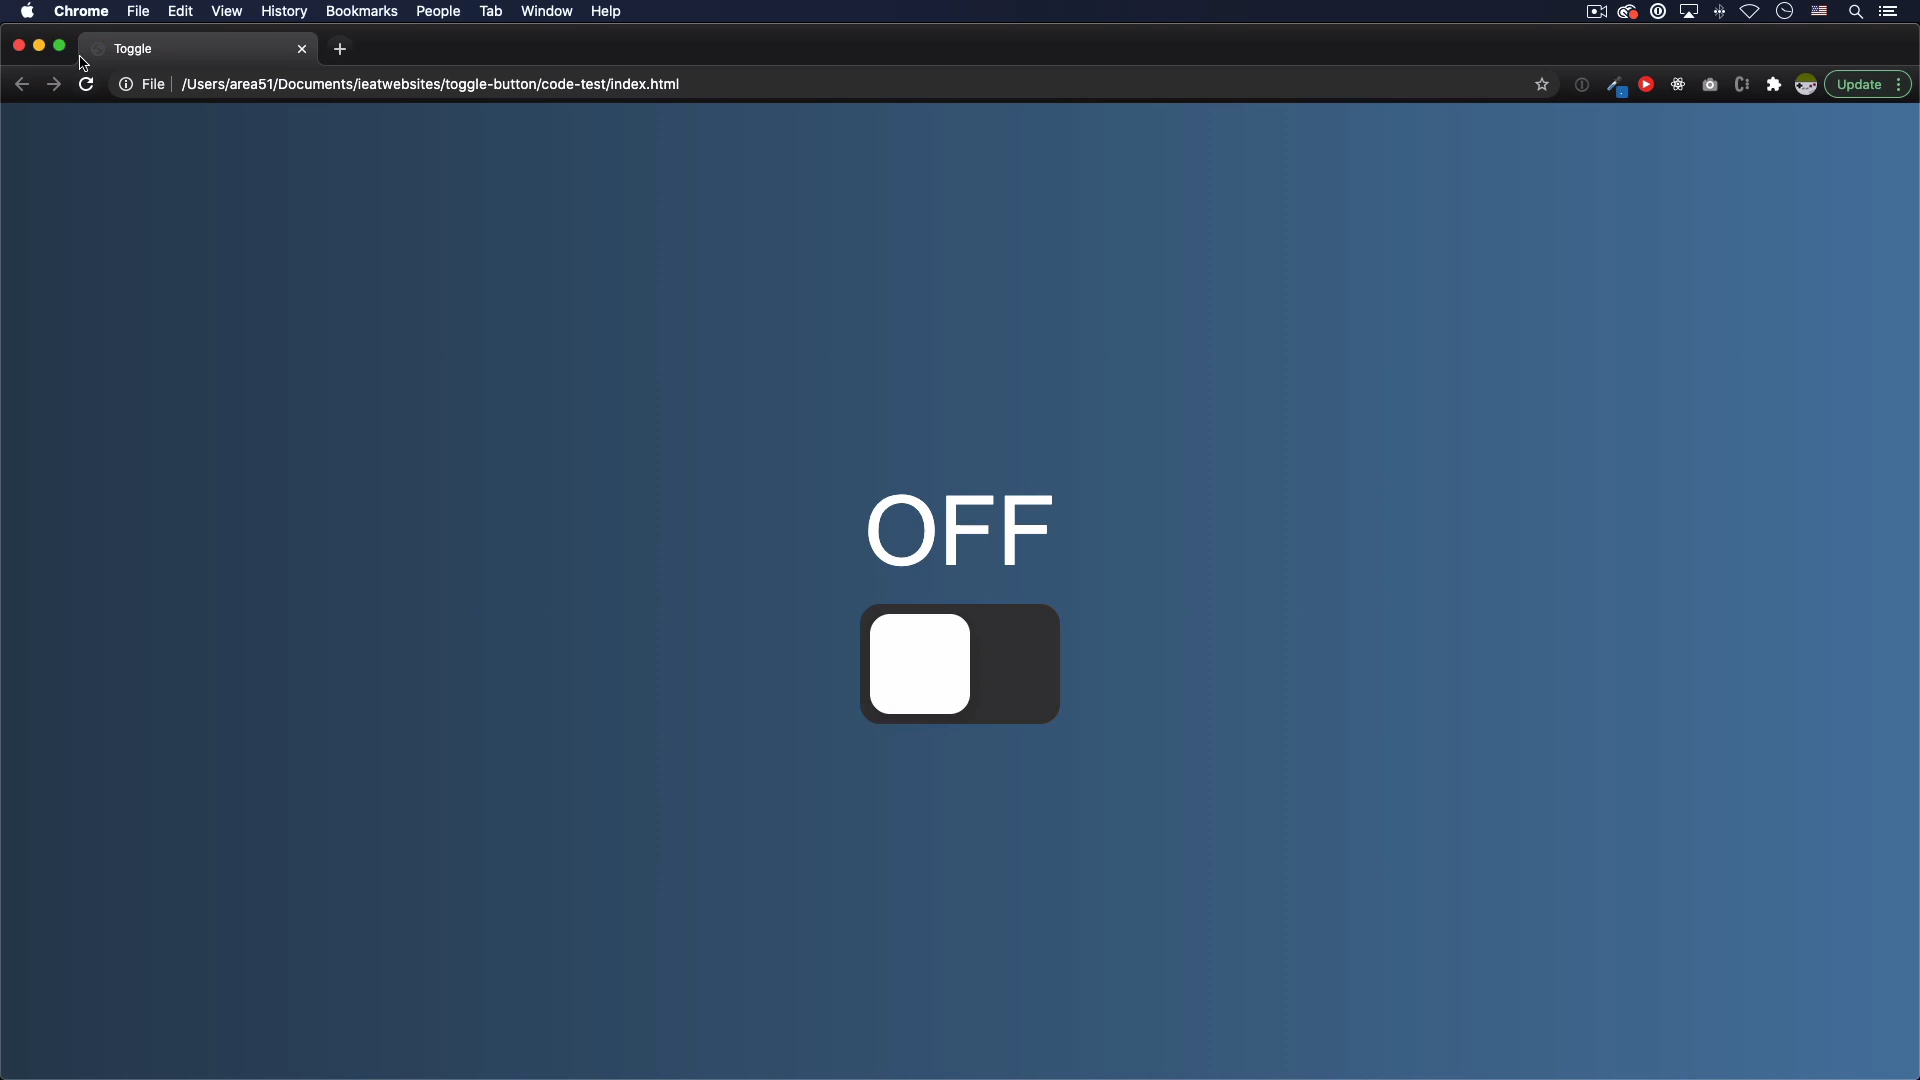 Chrome File Edit View History Bookmarks People Tab Window Help
Toggle
File /Users/area51/Documents/ieatwebsites/toggle-button/code-test/index.html
Update
OFF